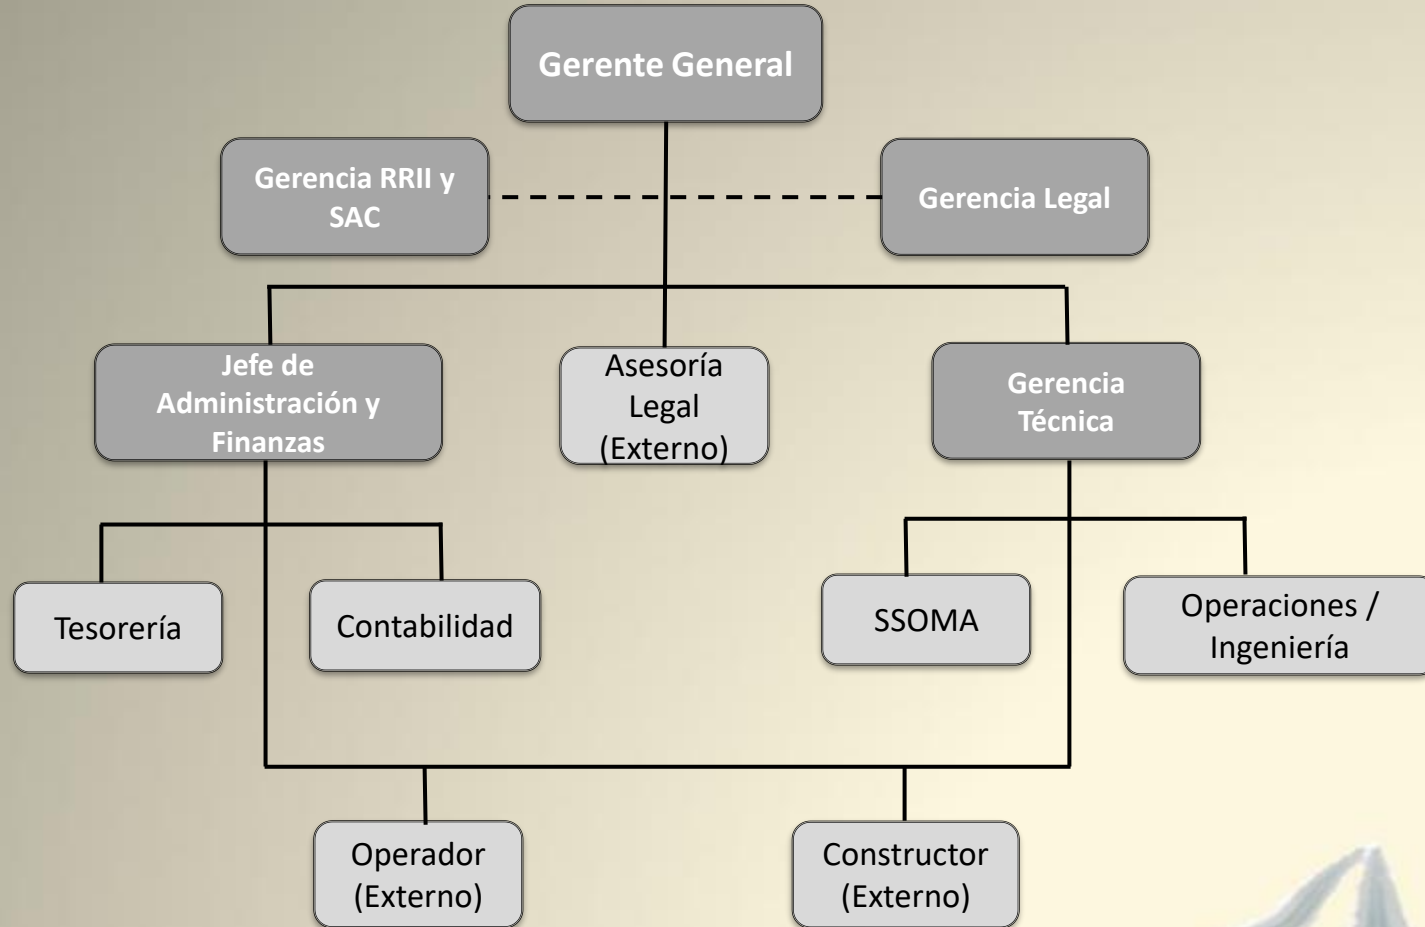 Gerente General
Gerencia RRII y
SAC
Gerencia Legal
Jefe de
Administración y
Finanzas
Asesoría
Legal
(Externo)
Gerencia
Técnica
Tesorería
Contabilidad
SSOMA
Operaciones /
Ingeniería
Operador
(Externo)
Constructor
(Externo)